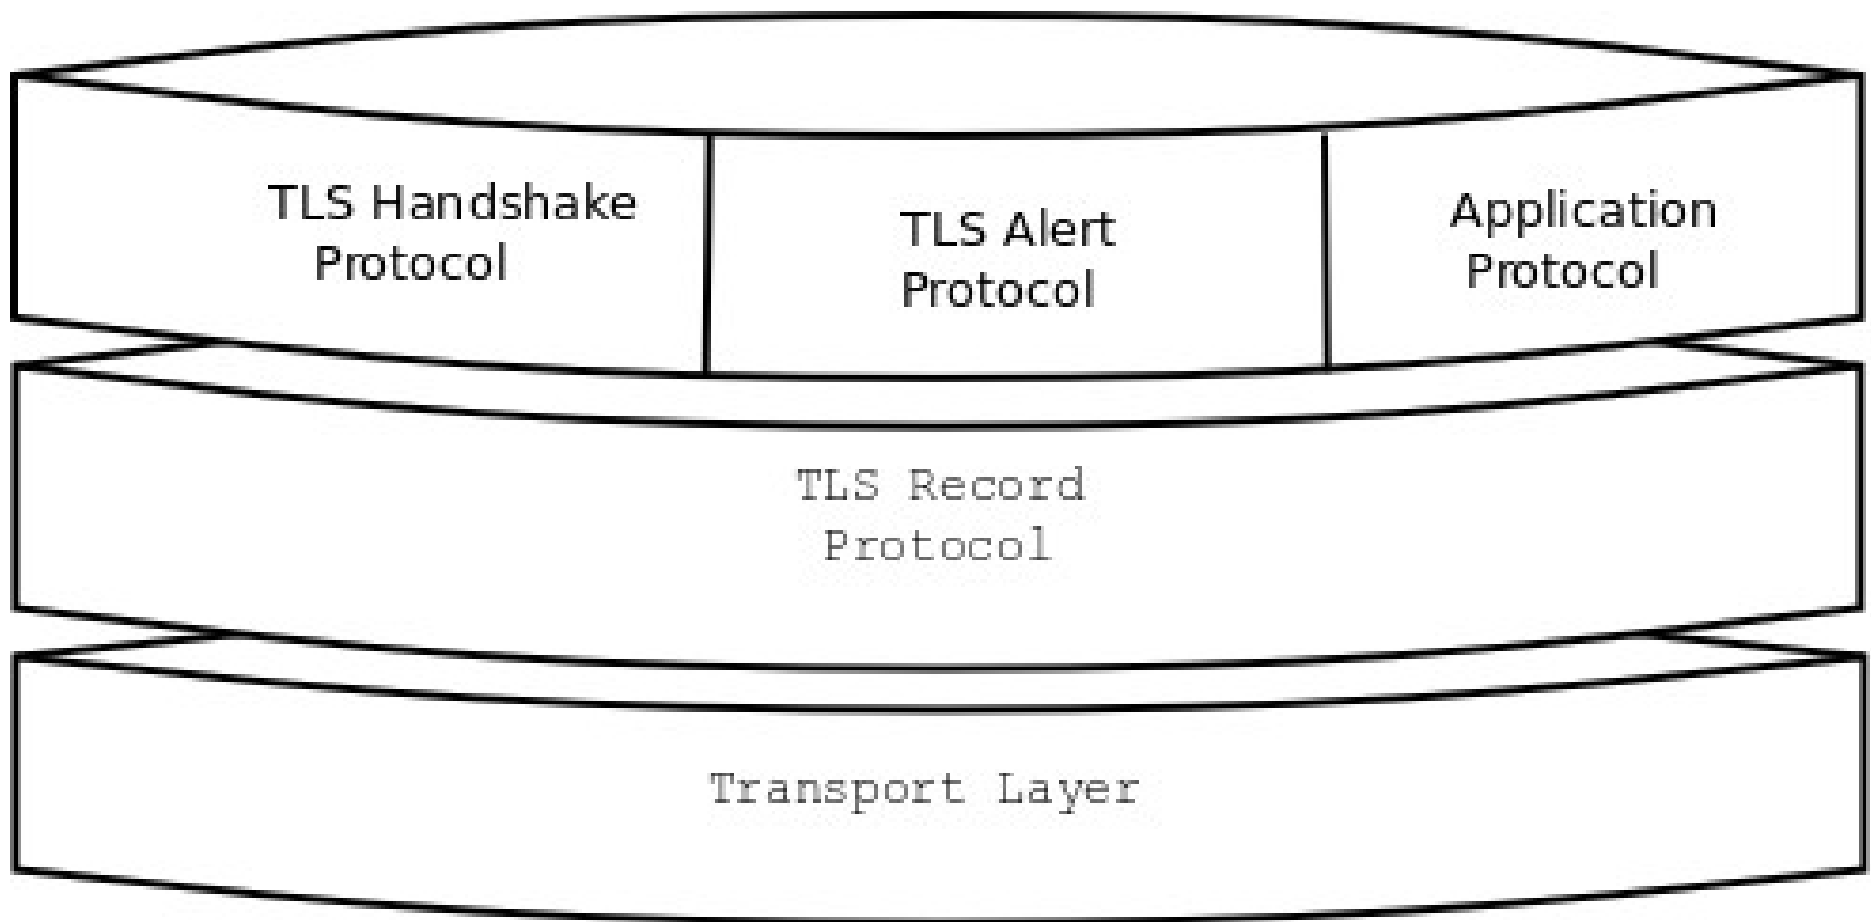 TLS Handshake
Protocol
TLS Alert
Protocol
Application
Protocol
TLS Record
Protocol
Transport Layer